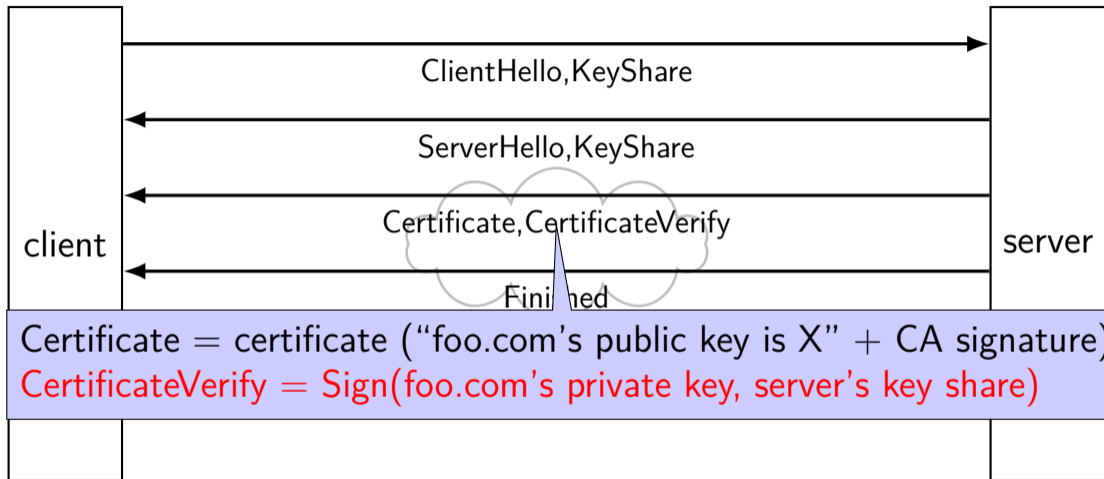 ClientHello,KeyShare
ServerHello,KeyShare
Certificate,CertificateVerify
client
server
Finished
Certificate = certificate (“foo.com’s public key is X” + CA signature)
CertificateVerify = Sign(foo.com’s private key, server’s key share)